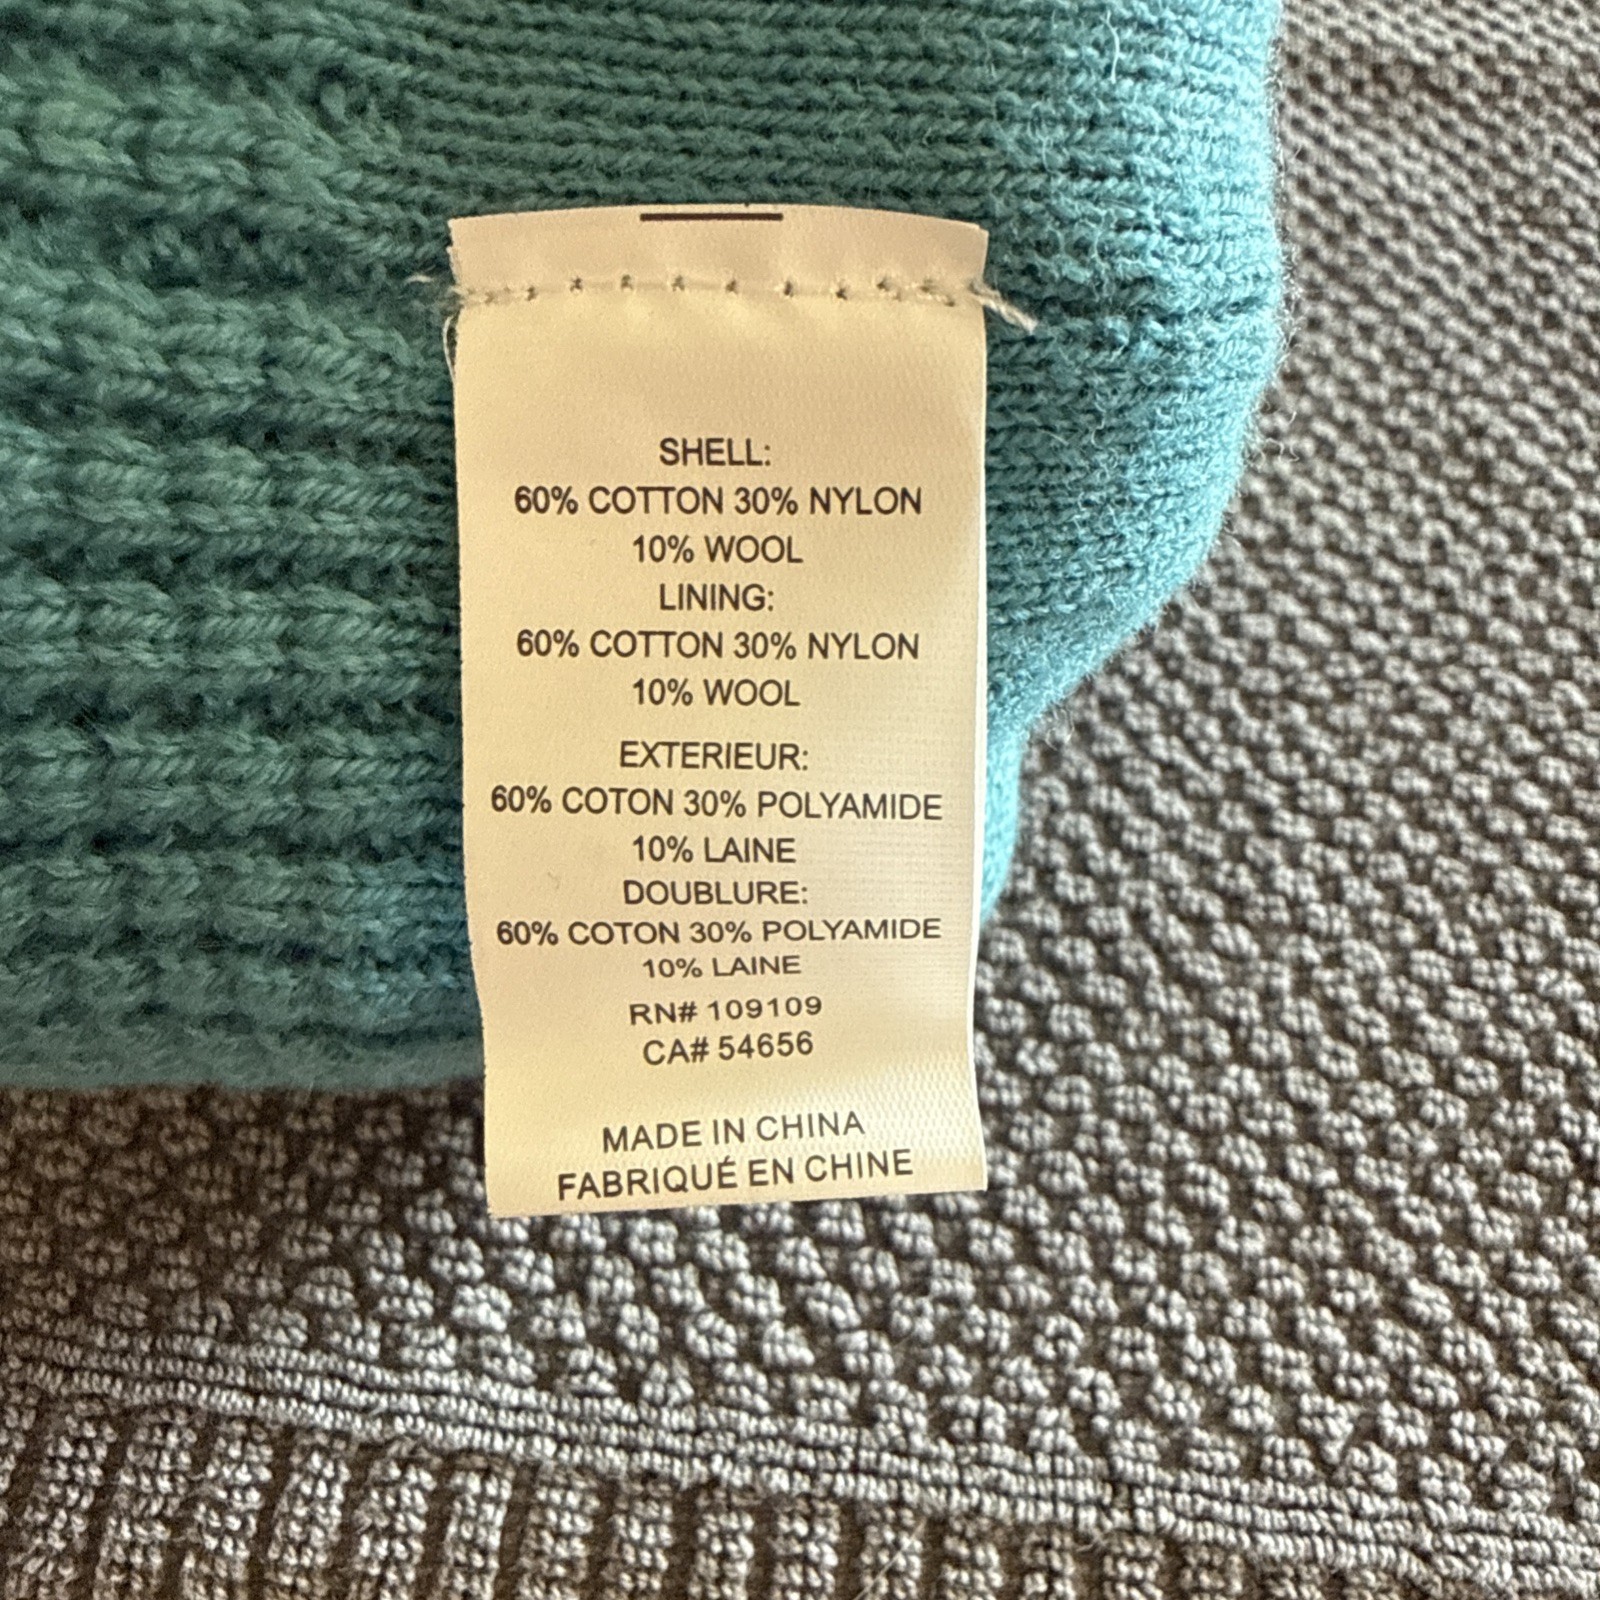 SHELL:
60% COTTON 30% NYLON
10% WOOL
LINING:
60% COTTON 30% NYLON
10% WOOL
EXTERIEUR:
60% COTON 30% POLYAMIDE
10% LAINE
DOUBLURE:
60% COTON 30% POLYAMIDE
10% LAINE
RN# 109109
CA# 54656
MADE IN CHINA
FABRIQUÉ EN CHINE